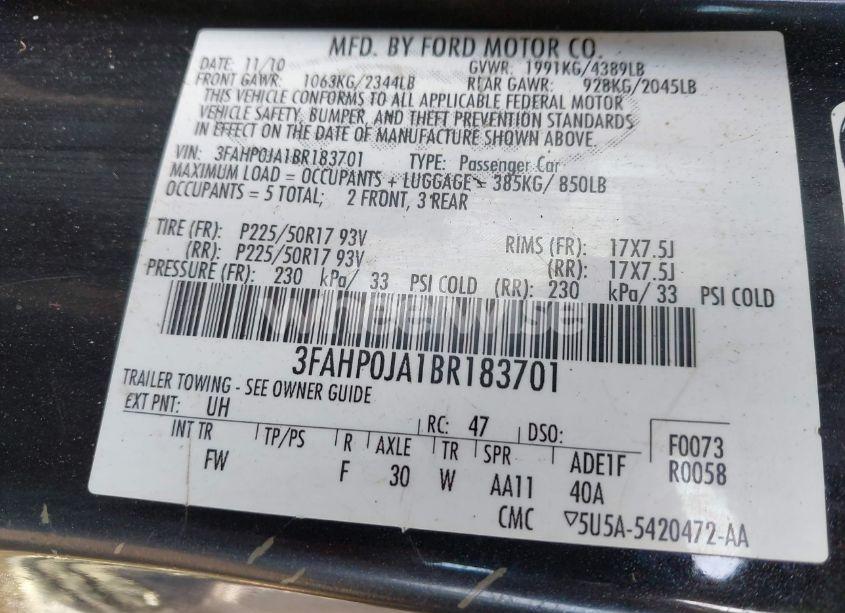 MFD. BY FORD MOTOR CO.
DATE: 11/10 GVWR: 1991KG/4389LB
FRONT GAWR: 1063KG/2344LB REAR GAWR: 928KG/2045LB
THIS VEHICLE CONFORMS TO ALL APPLICABLE FEDERAL MOTOR
VEHICLE SAFETY, BUMPER, AND THEFT PREVENTION STANDARDS
IN EFFECT ON THE DATE OF MANUFACTURE SHOWN ABOVE.
VIN: 3FAHP0JA1BR183701 TYPE: Passenger Car
MAXIMUM LOAD = OCCUPANTS + LUGGAGE = 385KG/ 850LB
OCCUPANTS = 5 TOTAL; 2 FRONT, 3 REAR
TIRE (FR): P225/50R17 93V RIMS (FR): 17X7.5J
(RR): P225/50R17 93V (RR): 17X7.5J
PRESSURE (FR): 230 kPa/ 33 PSI COLD (RR): 230 kPa/ 33 PSI COLD
wheelwise
3FAHP0JA1BR183701
TRAILER TOWING - SEE OWNER GUIDE
EXT PNT: UH RC: 47 DSO: F0073
INT TR TP/PS R AXLE TR SPR ADE1F R0058
FW F 30 W AA11 40A
CMC ▽5U5A-5420472-AA